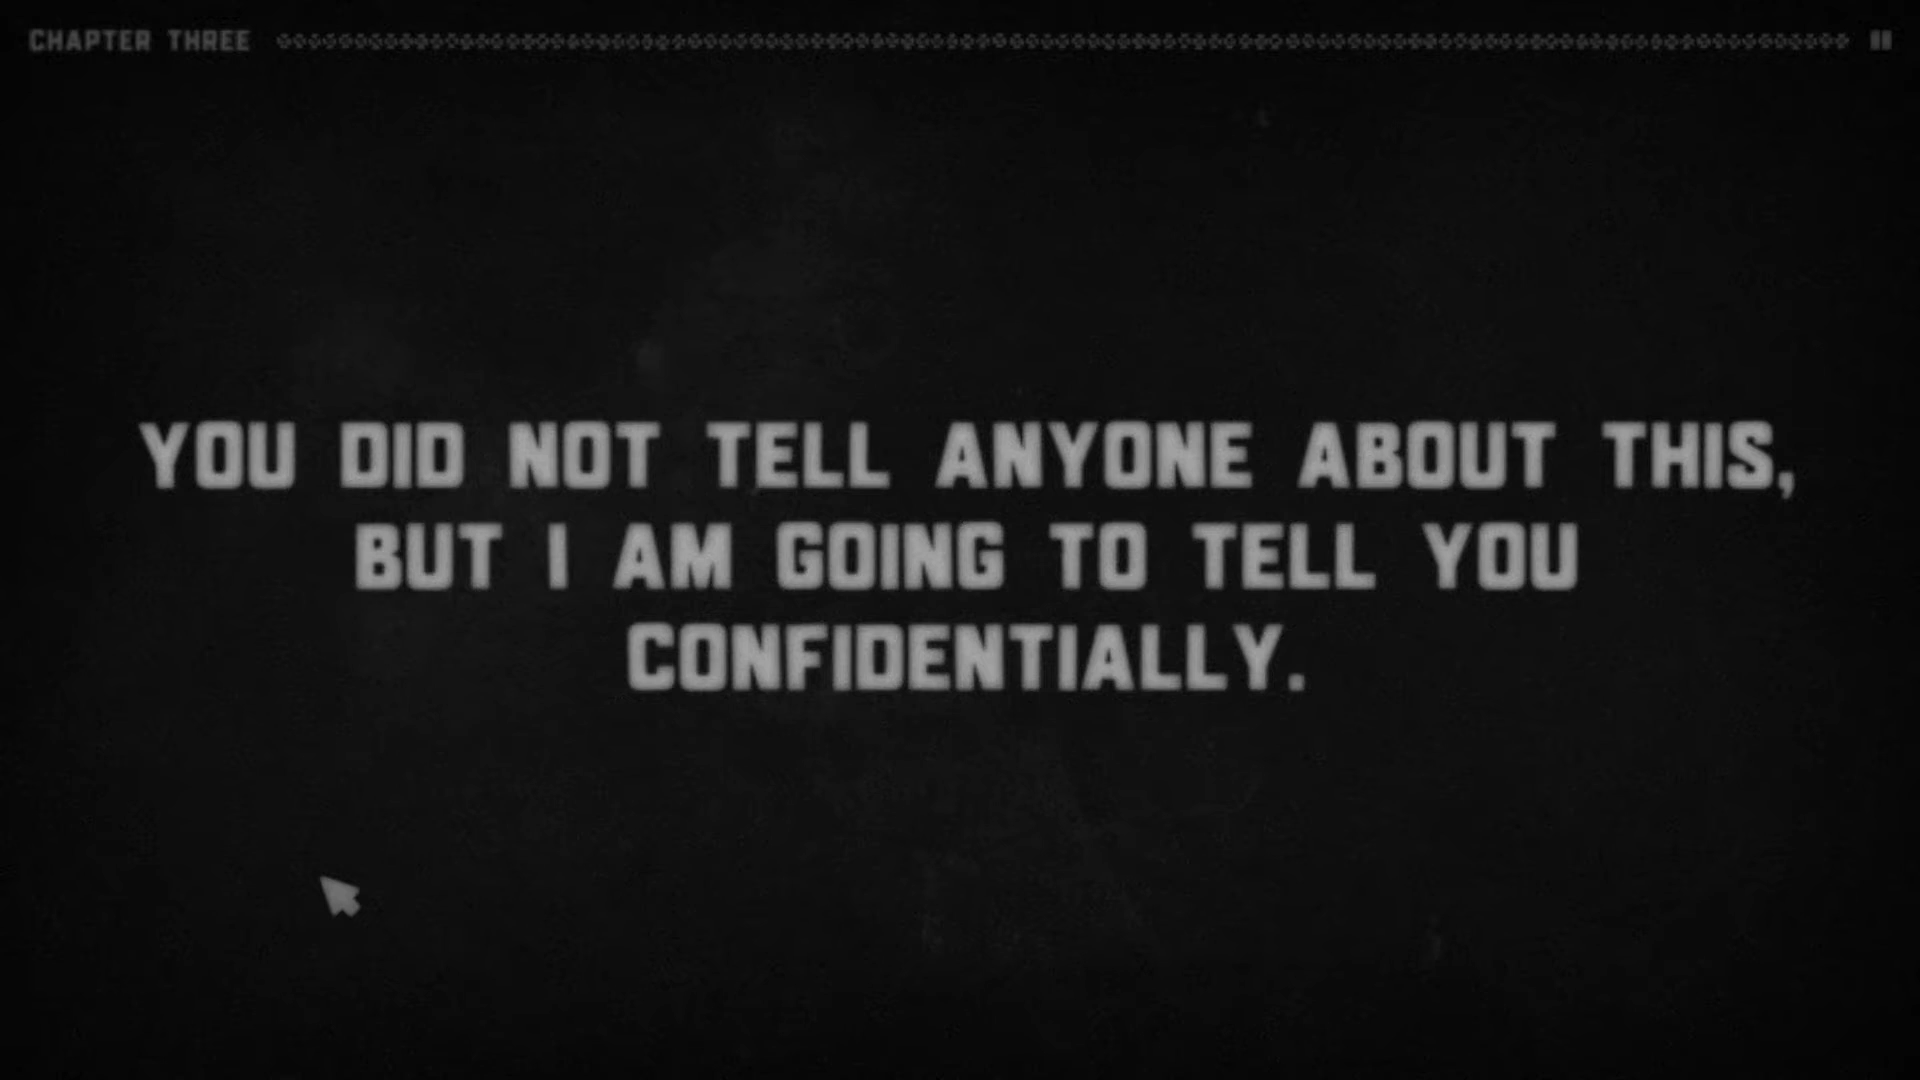 CHAPTER THREE
YOU DID NOT TELL ANYONE ABOUT THIS,
BUT I AM GOING TO TELL YOU
CONFIDENTIALLY.